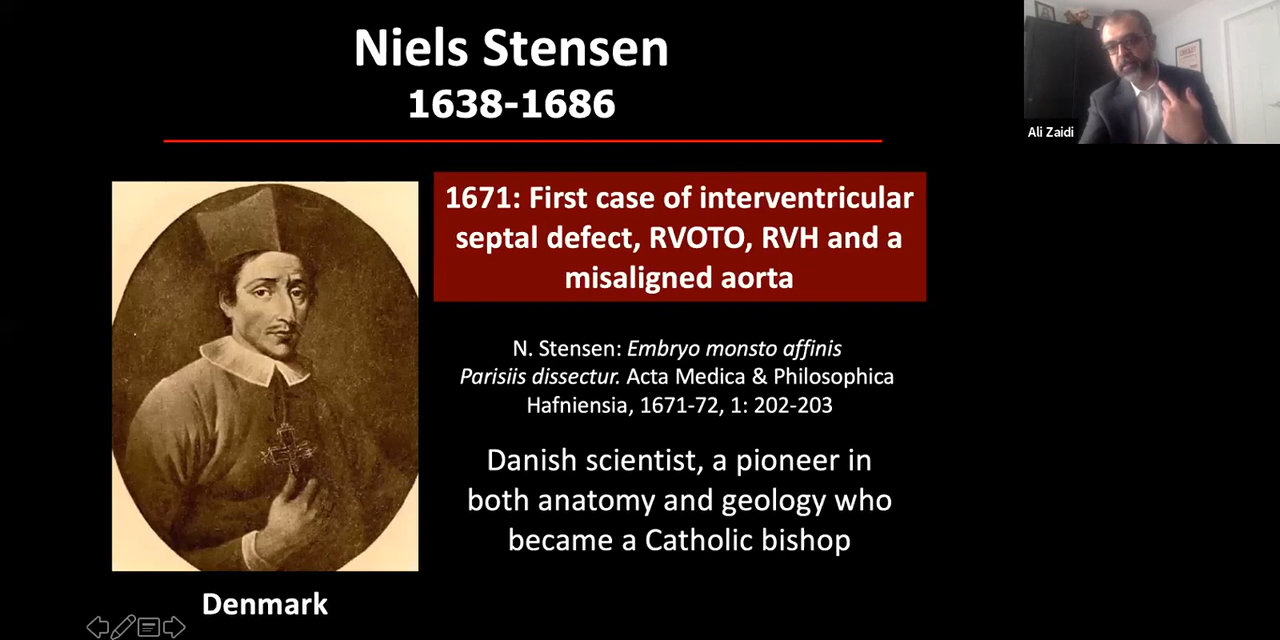 Niels Stensen
1638-1686
1671: First case of interventricular
septal defect, RVOTO, RVH and a
misaligned aorta
N. Stensen: Embryo monsto affinis
Parisiis dissectur. Acta Medica & Philosophica
Hafniensia, 1671-72, 1: 202-203
Danish scientist, a pioneer in
both anatomy and geology who
became a Catholic bishop
Denmark
Ali Zaidi